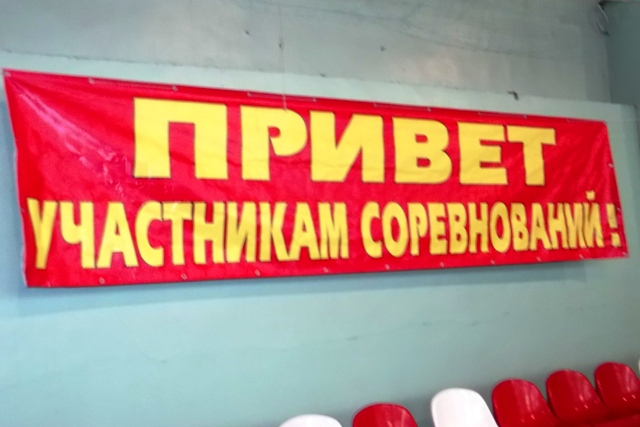 ПРИВЕТ
УЧАСТНИКАМ СОРЕВНОВАНИЙ!